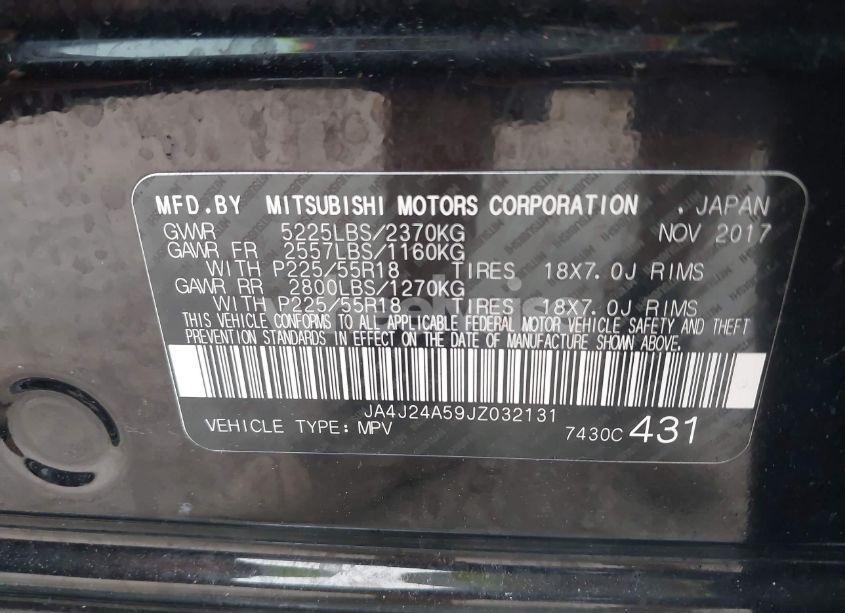 MFD.BY MITSUBISHI MOTORS CORPORATION . JAPAN
GVWR 5225LBS/2370KG NOV 2017
GAWR FR 2557LBS/1160KG
WITH P225/55R18 TIRES 18X7.0J RIMS
GAWR RR 2800LBS/1270KG
WITH P225/55R18 TIRES 18X7.0J RIMS
THIS VEHICLE CONFORMS TO ALL APPLICABLE FEDERAL MOTOR VEHICLE SAFETY AND THEFT
PREVENTION STANDARDS IN EFFECT ON THE DATE OF MANUFACTURE SHOWN ABOVE.
JA4J24A59JZ032131
VEHICLE TYPE: MPV 7430C 431